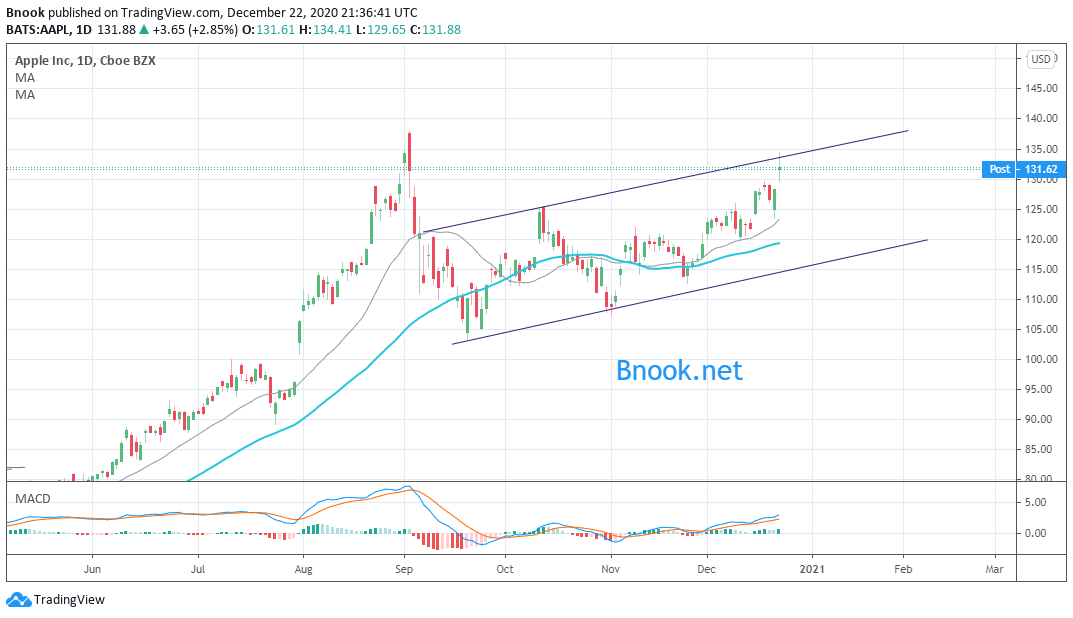 Bnook published on TradingView.com, December 22, 2020 21:36:41 UTC
BATS:AAPL, 1D 131.88 ▲ +3.65 (+2.85%) O:131.61 H:134.41 L:129.65 C:131.88
Apple Inc, 1D, Cboe BZX
MA
MA
USD
145.00
140.00
135.00
Post 131.62
130.00
125.00
120.00
115.00
110.00
105.00
100.00
95.00
90.00
85.00
80.00
Bnook.net
MACD
5.00
0.00
Jun Jul Aug Sep Oct Nov Dec 2021 Feb Mar
TradingView